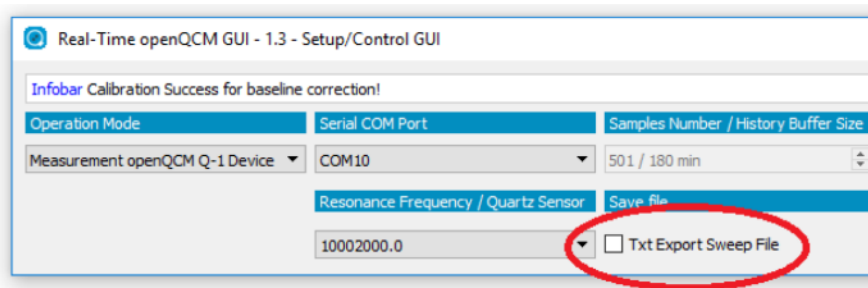 Real-Time openQCM GUI - 1.3 - Setup/Control GUI
Infobar Calibration Success for baseline correction!
Operation Mode
Serial COM Port
Samples Number / History Buffer Size
Measurement openQCM Q-1 Device
COM10
501 / 180 min
Resonance Frequency / Quartz Sensor
Save file
10002000.0
Txt Export Sweep File